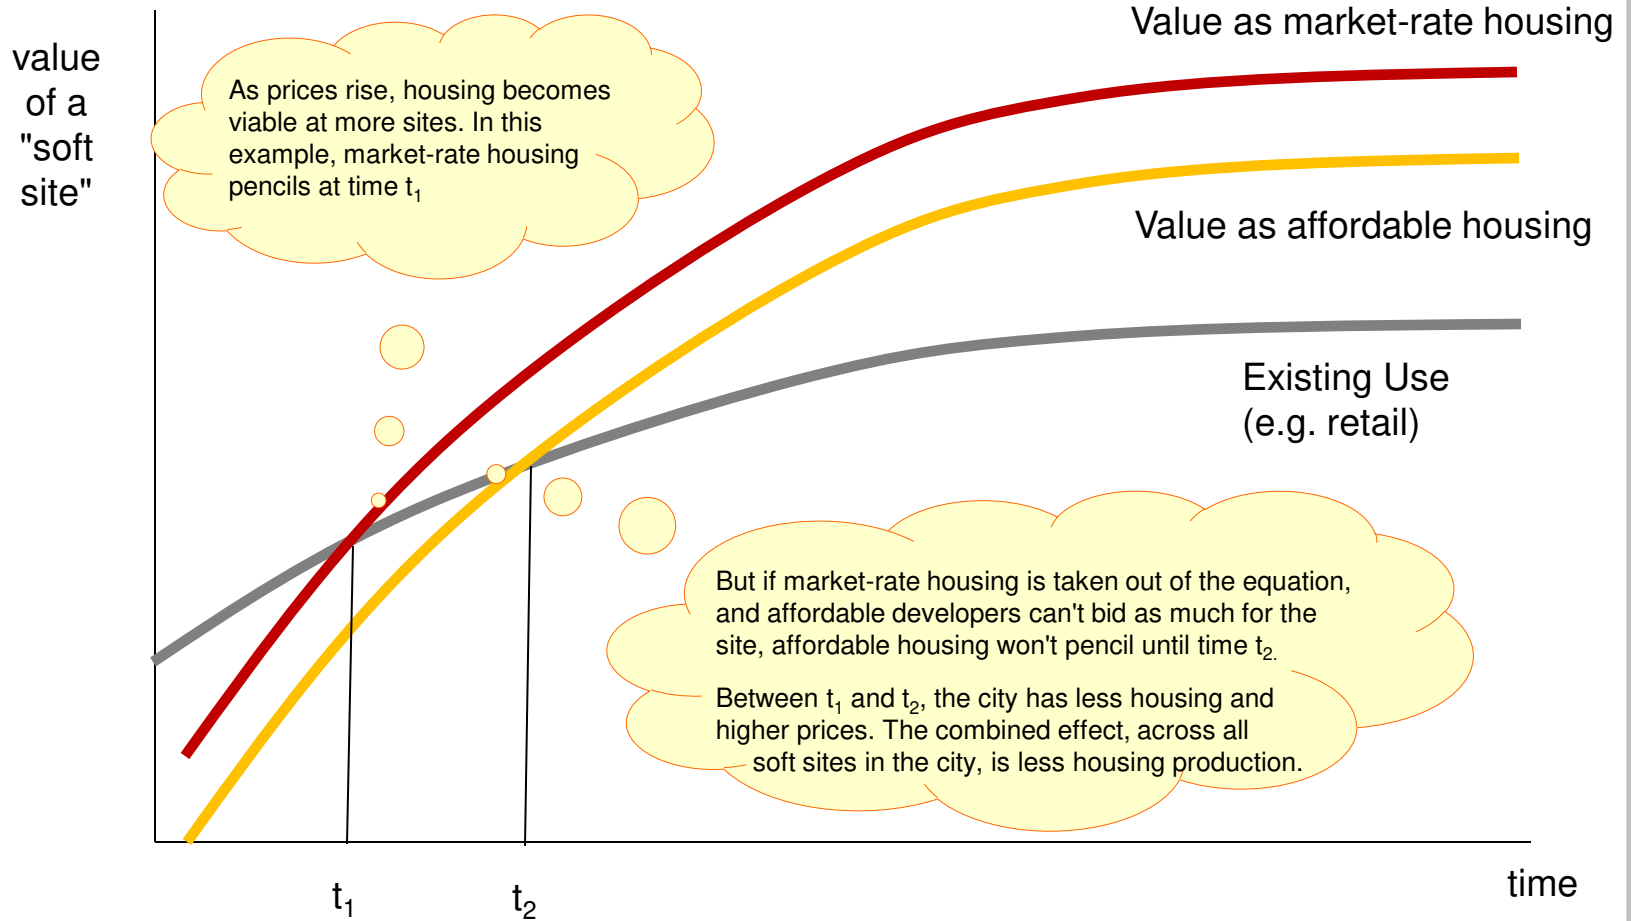 value
of a
"soft
site"
As prices rise, housing becomes
viable at more sites. In this
example, market-rate housing
pencils at time t₁
Value as market-rate housing
Value as affordable housing
Existing Use
(e.g. retail)
But if market-rate housing is taken out of the equation,
and affordable developers can't bid as much for the
site, affordable housing won't pencil until time t₂.
Between t₁ and t₂, the city has less housing and
higher prices. The combined effect, across all
soft sites in the city, is less housing production.
t₁
t₂
time